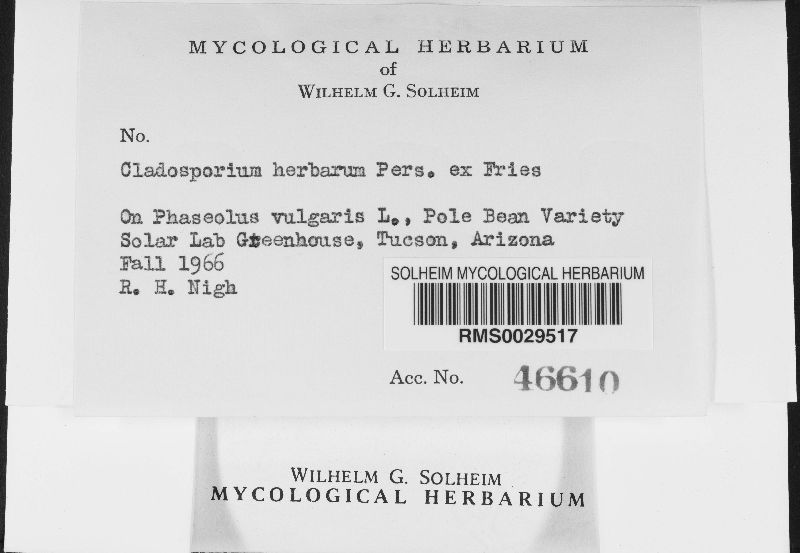 MYCOLOGICAL HERBARIUM
of
WILHELM G. SOLHEIM
No.
Cladosporium herbarum Pers. ex Fries
On Phaseolus vulgaris L., Pole Bean Variety
Solar Lab Greenhouse, Tucson, Arizona
Fall 1966
R. H. Nigh
SOLHEIM MYCOLOGICAL HERBARIUM
RMS0029517
Acc. No. 46610
WILHELM G. SOLHEIM
MYCOLOGICAL HERBARIUM